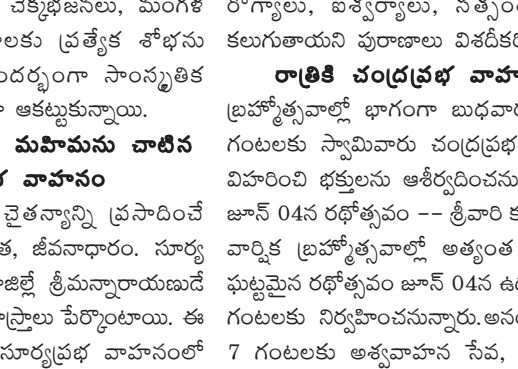 చెక్కభజనలు, మంగళ
లకు ప్రత్యేక శోభను
దర్భంగా సాంస్కృతిక
ఆకట్టుకున్నాయి.
మహిమను చాటిన
వాహనం
చైతన్యాన్ని ప్రసాదించే
త, జీవనాధారం. సూర్య
జిల్లే శ్రీమన్నారాయణుడే
స్త్రాలు పేర్కొంటాయి. ఈ
సూర్యప్రభ వాహనంలో
రోగ్యాలు, ఐశ్వర్యాలు,
కలుగుతాయని పురాణాలు విశదీకరి
రాత్రికి చంద్రప్రభ వాహ
బ్రహ్మోత్సవాల్లో భాగంగా బుధవార
గంటలకు స్వామివారు చంద్రప్రభ
విహరించి భక్తులను ఆశీర్వదించను
జూన్ 04న రథోత్సవం -- శ్రీవారి
వార్షిక బ్రహ్మోత్సవాల్లో అత్యంత
ఘట్టమైన రథోత్సవం జూన్ 04న ఉద
గంటలకు నిర్వహించనున్నారు.అనం
7 గంటలకు అశ్వవాహన సేవ,